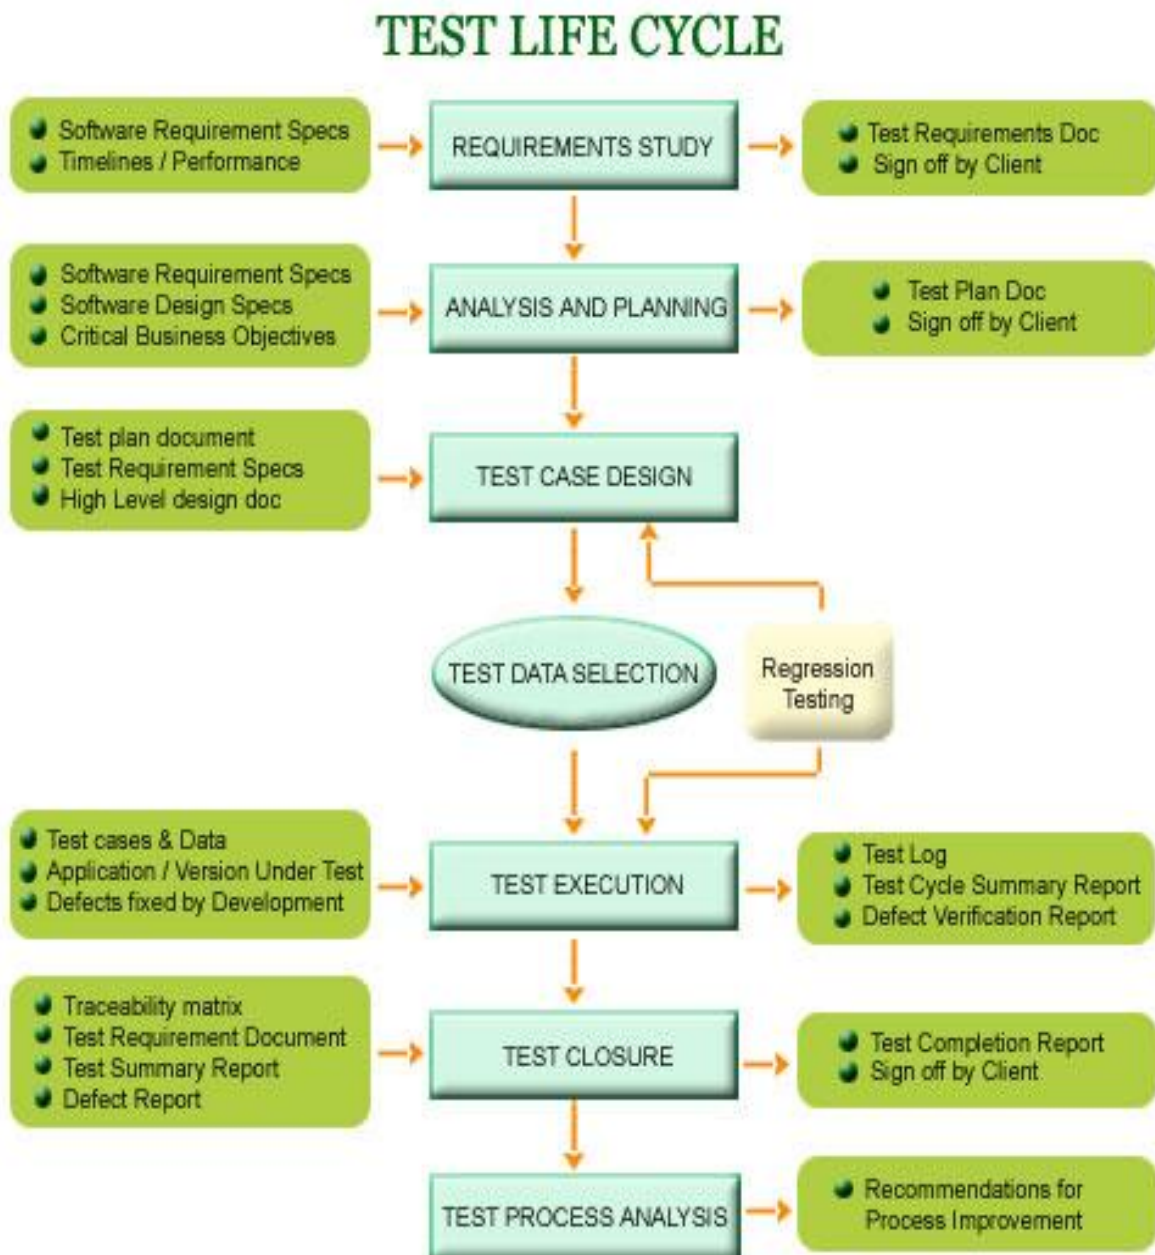 TEST LIFE CYCLE
Software Requirement Specs
Timelines / Performance
REQUIREMENTS STUDY
Test Requirements Doc
Sign off by Client
Software Requirement Specs
Software Design Specs
Critical Business Objectives
ANALYSIS AND PLANNING
Test Plan Doc
Sign off by Client
Test plan document
Test Requirement Specs
High Level design doc
TEST CASE DESIGN
TEST DATA SELECTION
Regression
Testing
Test cases & Data
Application / Version Under Test
Defects fixed by Development
TEST EXECUTION
Test Log
Test Cycle Summary Report
Defect Verification Report
Traceability matrix
Test Requirement Document
Test Summary Report
Defect Report
TEST CLOSURE
Test Completion Report
Sign off by Client
TEST PROCESS ANALYSIS
Recommendations for
Process Improvement